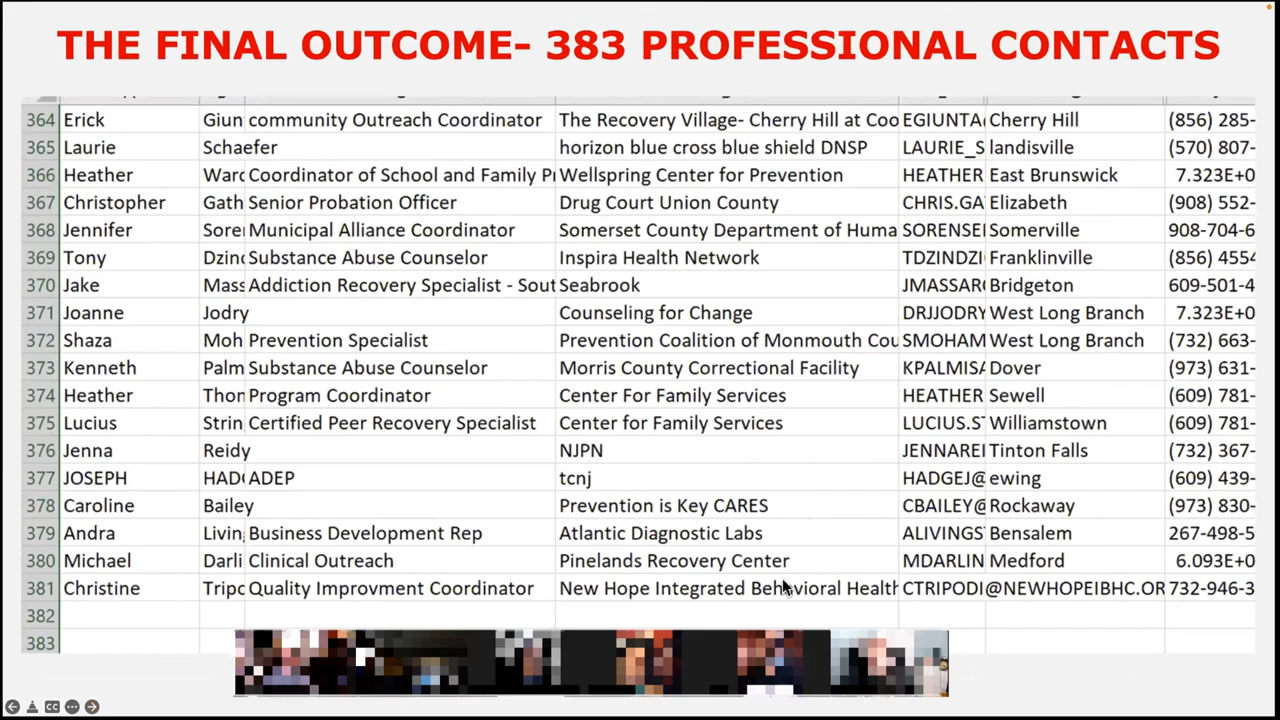 THE FINAL OUTCOME- 383 PROFESSIONAL CONTACTS
364 Erick Giun community Outreach Coordinator The Recovery Village- Cherry Hill at Coo EGIUNTA Cherry Hill (856) 285-
365 Laurie Schaefer horizon blue cross blue shield DNSP LAURIE_S landisville (570) 807-
366 Heather Ward Coordinator of School and Family Pr Wellspring Center for Prevention HEATHER East Brunswick 7.323E+0
367 Christopher Gath Senior Probation Officer Drug Court Union County CHRIS.GA Elizabeth (908) 552-
368 Jennifer Sorei Municipal Alliance Coordinator Somerset County Department of Huma SORENSE Somerville 908-704-6
369 Tony Dzind Substance Abuse Counselor Inspira Health Network TDZINDZI Franklinville (856) 4554
370 Jake Mass Addiction Recovery Specialist - Sout Seabrook JMASSAR Bridgeton 609-501-4
371 Joanne Jodry Counseling for Change DRJJODRY West Long Branch 7.323E+0
372 Shaza Moh Prevention Specialist Prevention Coalition of Monmouth Cou SMOHAM West Long Branch (732) 663-
373 Kenneth Palm Substance Abuse Counselor Morris County Correctional Facility KPALMISA Dover (973) 631-
374 Heather Thor Program Coordinator Center For Family Services HEATHER Sewell (609) 781-
375 Lucius Strin Certified Peer Recovery Specialist Center for Family Services LUCIUS.ST Williamstown (609) 781-
376 Jenna Reidy NJPN JENNAREI Tinton Falls (732) 367-
377 JOSEPH HADG ADEP tcnj HADGEJ@ ewing (609) 439-
378 Caroline Bailey Prevention is Key CARES CBAILEY@ Rockaway (973) 830-
379 Andra Living Business Development Rep Atlantic Diagnostic Labs ALIVINGST Bensalem 267-498-5
380 Michael Darli Clinical Outreach Pinelands Recovery Center MDARLIN Medford 6.093E+0
381 Christine Tripo Quality Improvment Coordinator New Hope Integrated Behavioral Health CTRIPODI@NEWHOPEIBHC.OR 732-946-3
382
383
CC